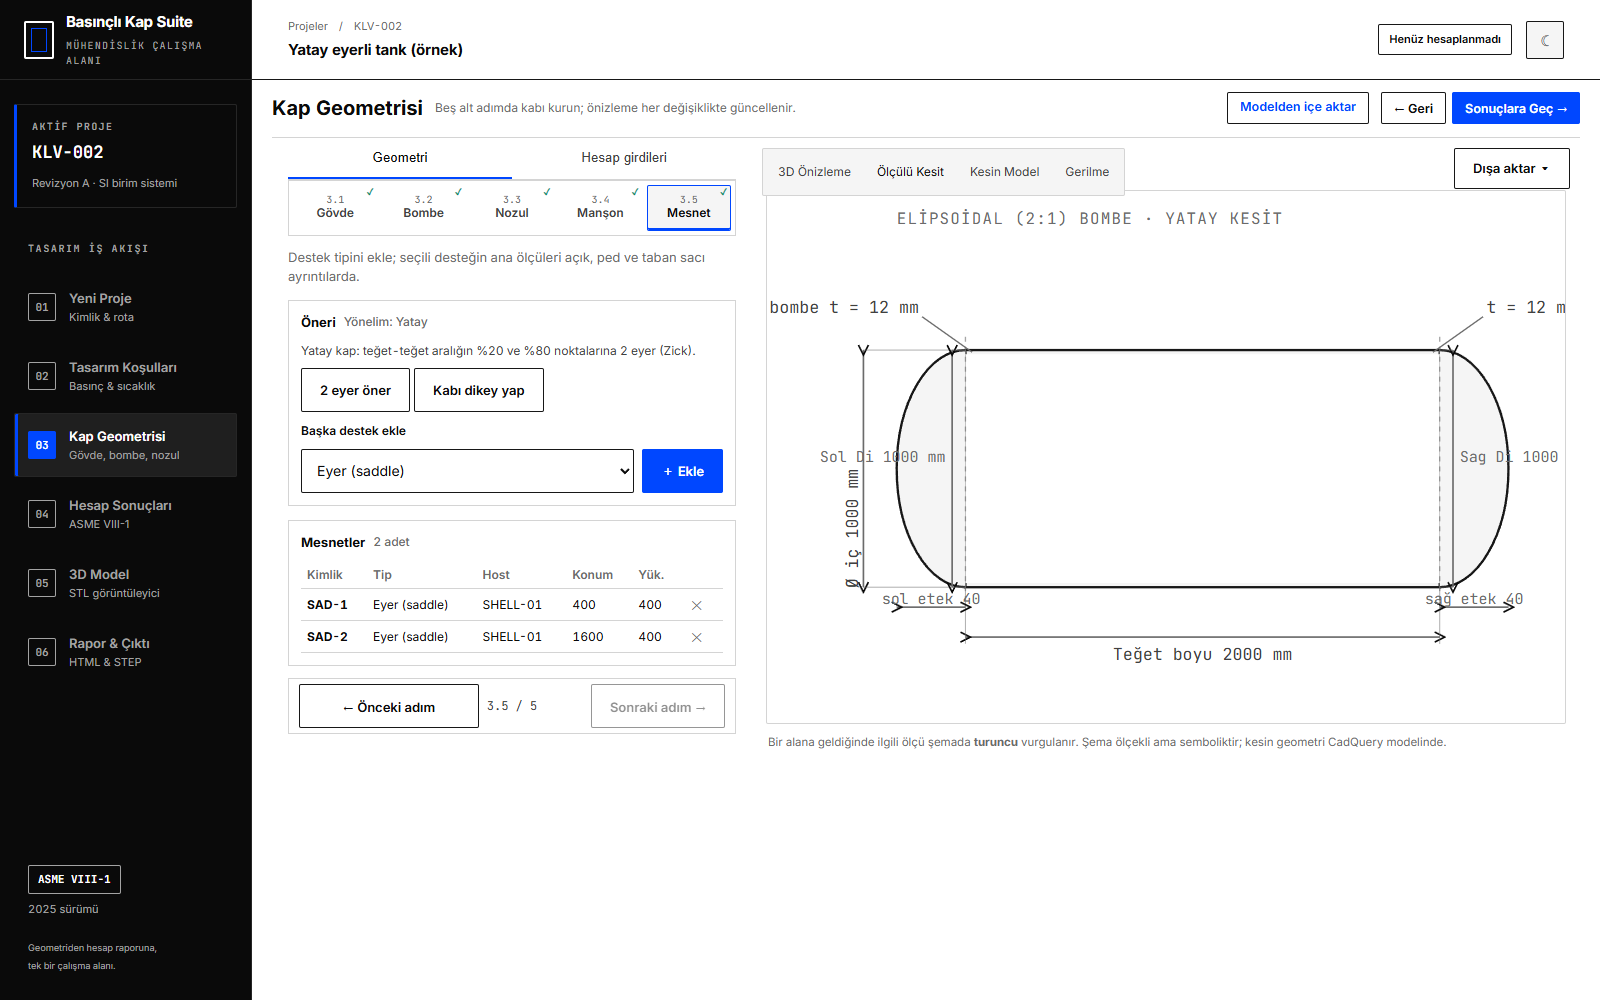 Basınçlı Kap Suite
MÜHENDİSLİK ÇALIŞMA
ALANI
AKTİF PROJE
KLV-002
Revizyon A · SI birim sistemi
TASARIM İŞ AKIŞI
01
Yeni Proje
Kimlik & rota
02
Tasarım Koşulları
Basınç & sıcaklık
03
Kap Geometrisi
Gövde, bombe, nozul
04
Hesap Sonuçları
ASME VIII-1
05
3D Model
STL görüntüleyici
06
Rapor & Çıktı
HTML & STEP
ASME VIII-1
2025 sürümü
Geometriden hesap raporuna,
tek bir çalışma alanı.
Projeler / KLV-002
Yatay eyerli tank (örnek)
Henüz hesaplanmadı
☾
Kap Geometrisi Beş alt adımda kabı kurun; önizleme her değişiklikte güncellenir.
Modelden içe aktar ← Geri Sonuçlara Geç →
Geometri Hesap girdileri
3.1 ✓ 3.2 ✓ 3.3 ✓ 3.4 ✓ 3.5 ✓
Gövde Bombe Nozul Manşon Mesnet
Destek tipini ekle; seçili desteğin ana ölçüleri açık, ped ve taban sacı
ayrıntılarda.
Öneri Yönelim: Yatay
Yatay kap: teğet-teğet aralığın %20 ve %80 noktalarına 2 eyer (Zick).
2 eyer öner Kabı dikey yap
Başka destek ekle
Eyer (saddle) + Ekle
Mesnetler 2 adet
Kimlik Tip Host Konum Yük.
SAD-1 Eyer (saddle) SHELL-01 400 400 ×
SAD-2 Eyer (saddle) SHELL-01 1600 400 ×
← Önceki adım 3.5 / 5 Sonraki adım →
3D Önizleme Ölçülü Kesit Kesin Model Gerilme
Dışa aktar
ELİPSOİDAL (2:1) BOMBE · YATAY KESİT
bombe t = 12 mm
t = 12 m
Sol Di 1000 mm
Sag Di 1000
Ø iç 1000 mm
sol etek 40
sağ etek 40
Teğet boyu 2000 mm
Bir alana geldiğinde ilgili ölçü şemada turuncu vurgulanır. Şema ölçekli ama semboliktir; kesin geometri CadQuery modelinde.